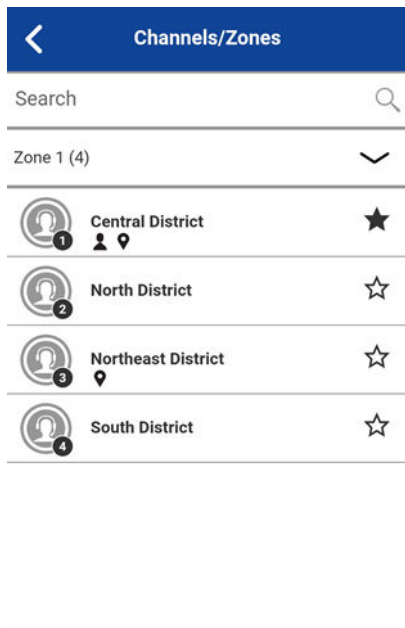 Channels/Zones
Search
Zone 1 (4)
1
Central District
2
North District
3
Northeast District
4
South District